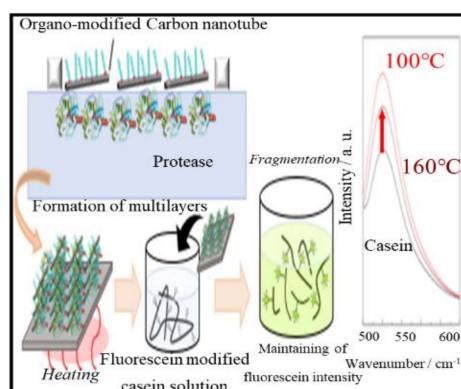 Organo-modified Carbon nanotube
Protease
Formation of multilayers
Heating
Fluorescein modified
casein solution
Fragmentation
Maintaining of
fluorescein intensity
Intensity / a. u.
100℃
160℃
Casein
500 550 600
Wavenumber / cm⁻¹